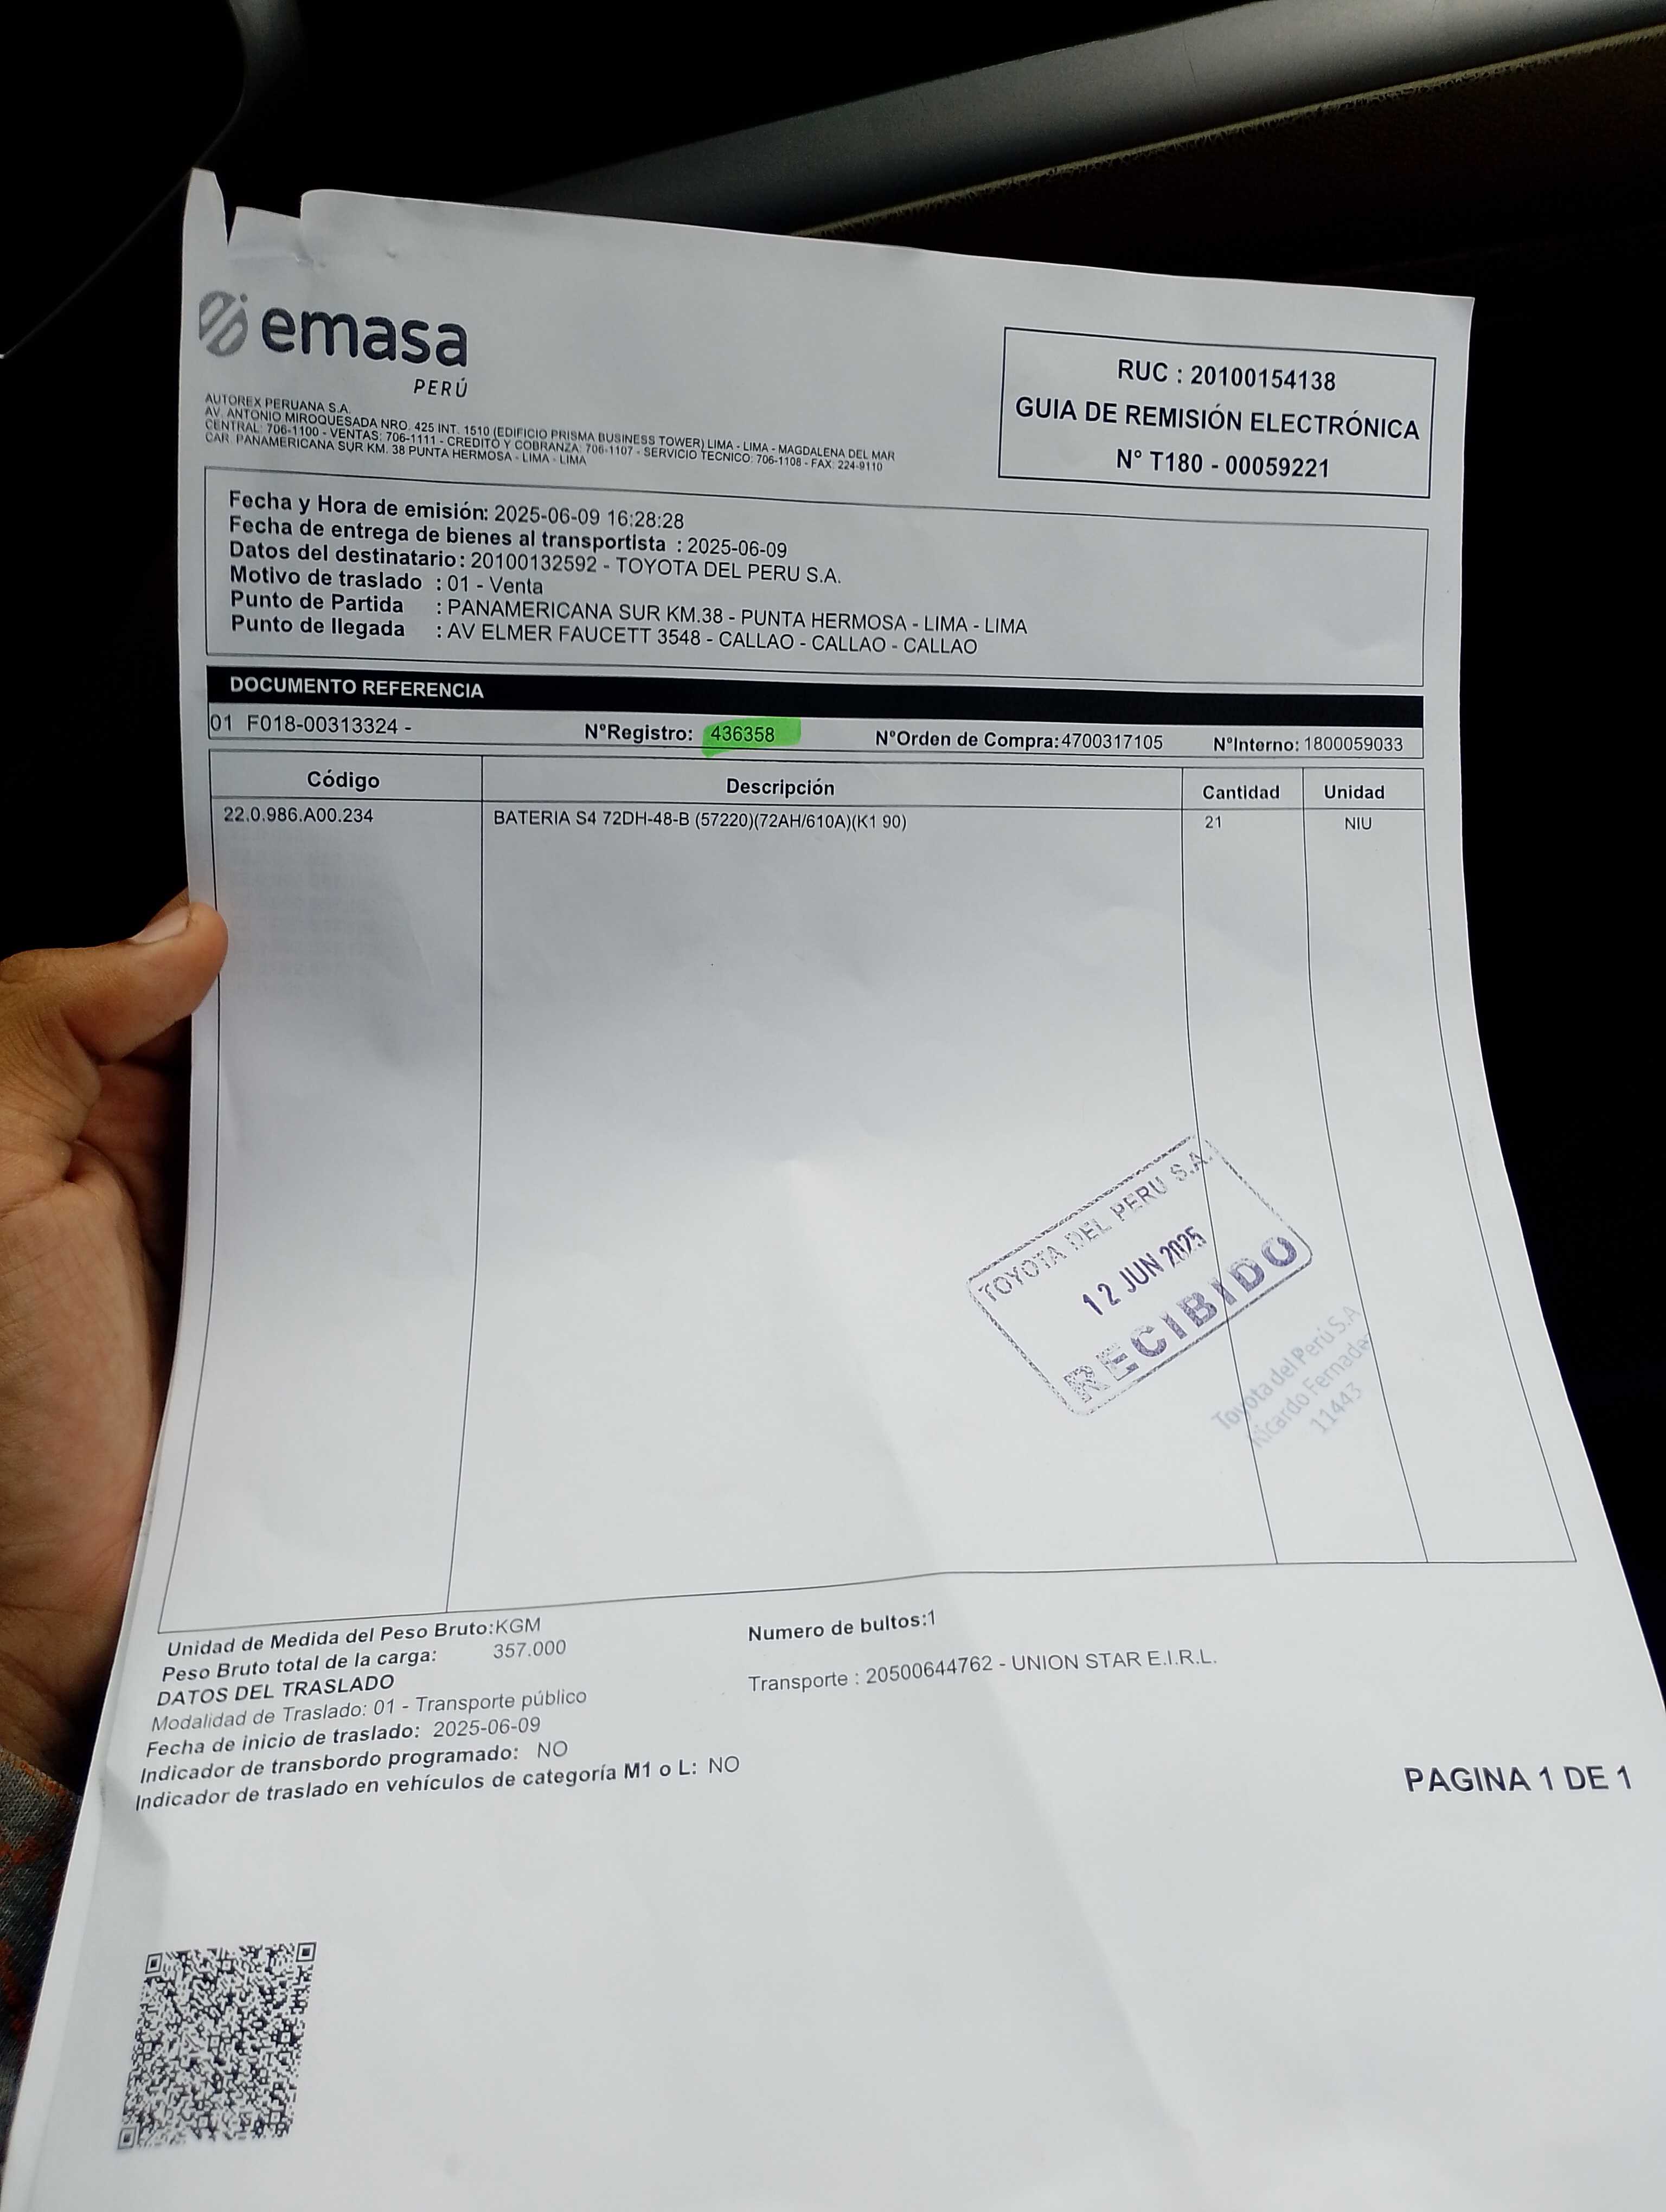 emasa
PERÚ
AUTOREX PERUANA S.A.
AV. ANTONIO MIROQUESADA NRO. 425 INT. 1510 (EDIFICIO PRISMA BUSINESS TOWER) LIMA - LIMA - MAGDALENA DEL MAR
CENTRAL: 706-1100 - VENTAS: 706-1111 - CREDITO Y COBRANZA: 706-1107 - SERVICIO TECNICO: 706-1108 - FAX: 224-9110
CAR. PANAMERICANA SUR KM. 38 PUNTA HERMOSA - LIMA - LIMA
RUC : 20100154138
GUIA DE REMISIÓN ELECTRÓNICA
N° T180 - 00059221
Fecha y Hora de emisión: 2025-06-09 16:28:28
Fecha de entrega de bienes al transportista : 2025-06-09
Datos del destinatario: 20100132592 - TOYOTA DEL PERU S.A.
Motivo de traslado : 01 - Venta
Punto de Partida : PANAMERICANA SUR KM.38 - PUNTA HERMOSA - LIMA - LIMA
Punto de llegada : AV ELMER FAUCETT 3548 - CALLAO - CALLAO - CALLAO
DOCUMENTO REFERENCIA
01 F018-00313324 - N°Registro: 436358 N°Orden de Compra:4700317105 N°Interno: 1800059033
Código Descripción Cantidad Unidad
22.0.986.A00.234 BATERIA S4 72DH-48-B (57220)(72AH/610A)(K1 90) 21 NIU
TOYOTA DEL PERU S.A.
12 JUN 2025
RECIBIDO
Toyota del Perú S.A
Ricardo Fernades
11443
Unidad de Medida del Peso Bruto:KGM
Peso Bruto total de la carga: 357.000
Numero de bultos:1
DATOS DEL TRASLADO
Transporte : 20500644762 - UNION STAR E.I.R.L.
Modalidad de Traslado: 01 - Transporte público
Fecha de inicio de traslado: 2025-06-09
Indicador de transbordo programado: NO
Indicador de traslado en vehículos de categoría M1 o L: NO
PAGINA 1 DE 1